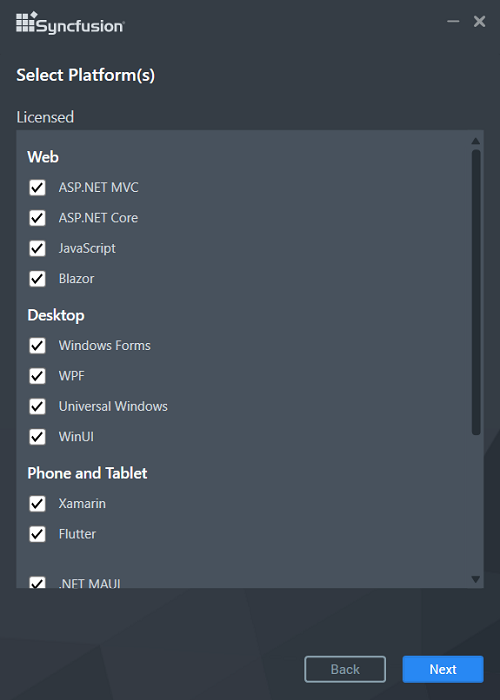 Syncfusion
Select Platform(s)
Licensed
Web
ASP.NET MVC
ASP.NET Core
JavaScript
Blazor
Desktop
Windows Forms
WPF
Universal Windows
WinUI
Phone and Tablet
Xamarin
Flutter
.NET MAUI
Back
Next